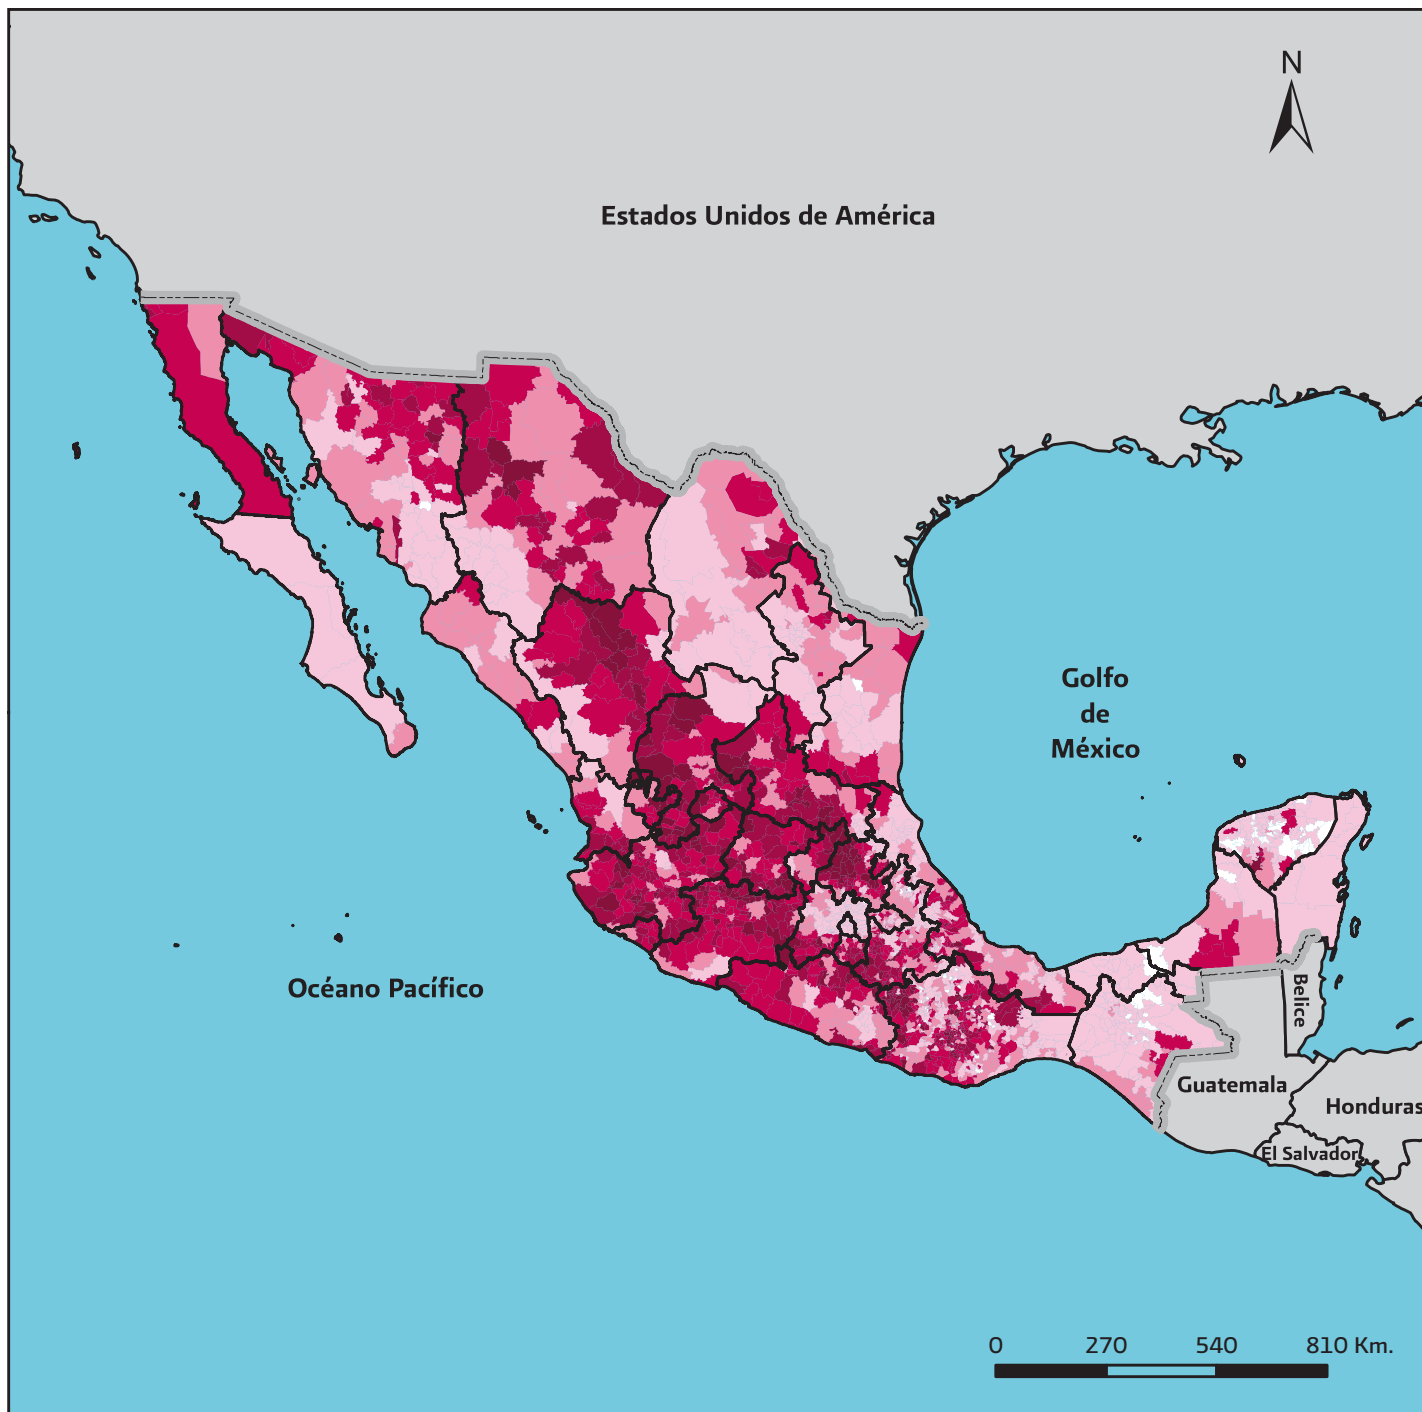 N
Estados Unidos de América
Golfo
de
México
Océano Pacífico
Belice
Guatemala
Honduras
El Salvador
0 270 540 810 Km.